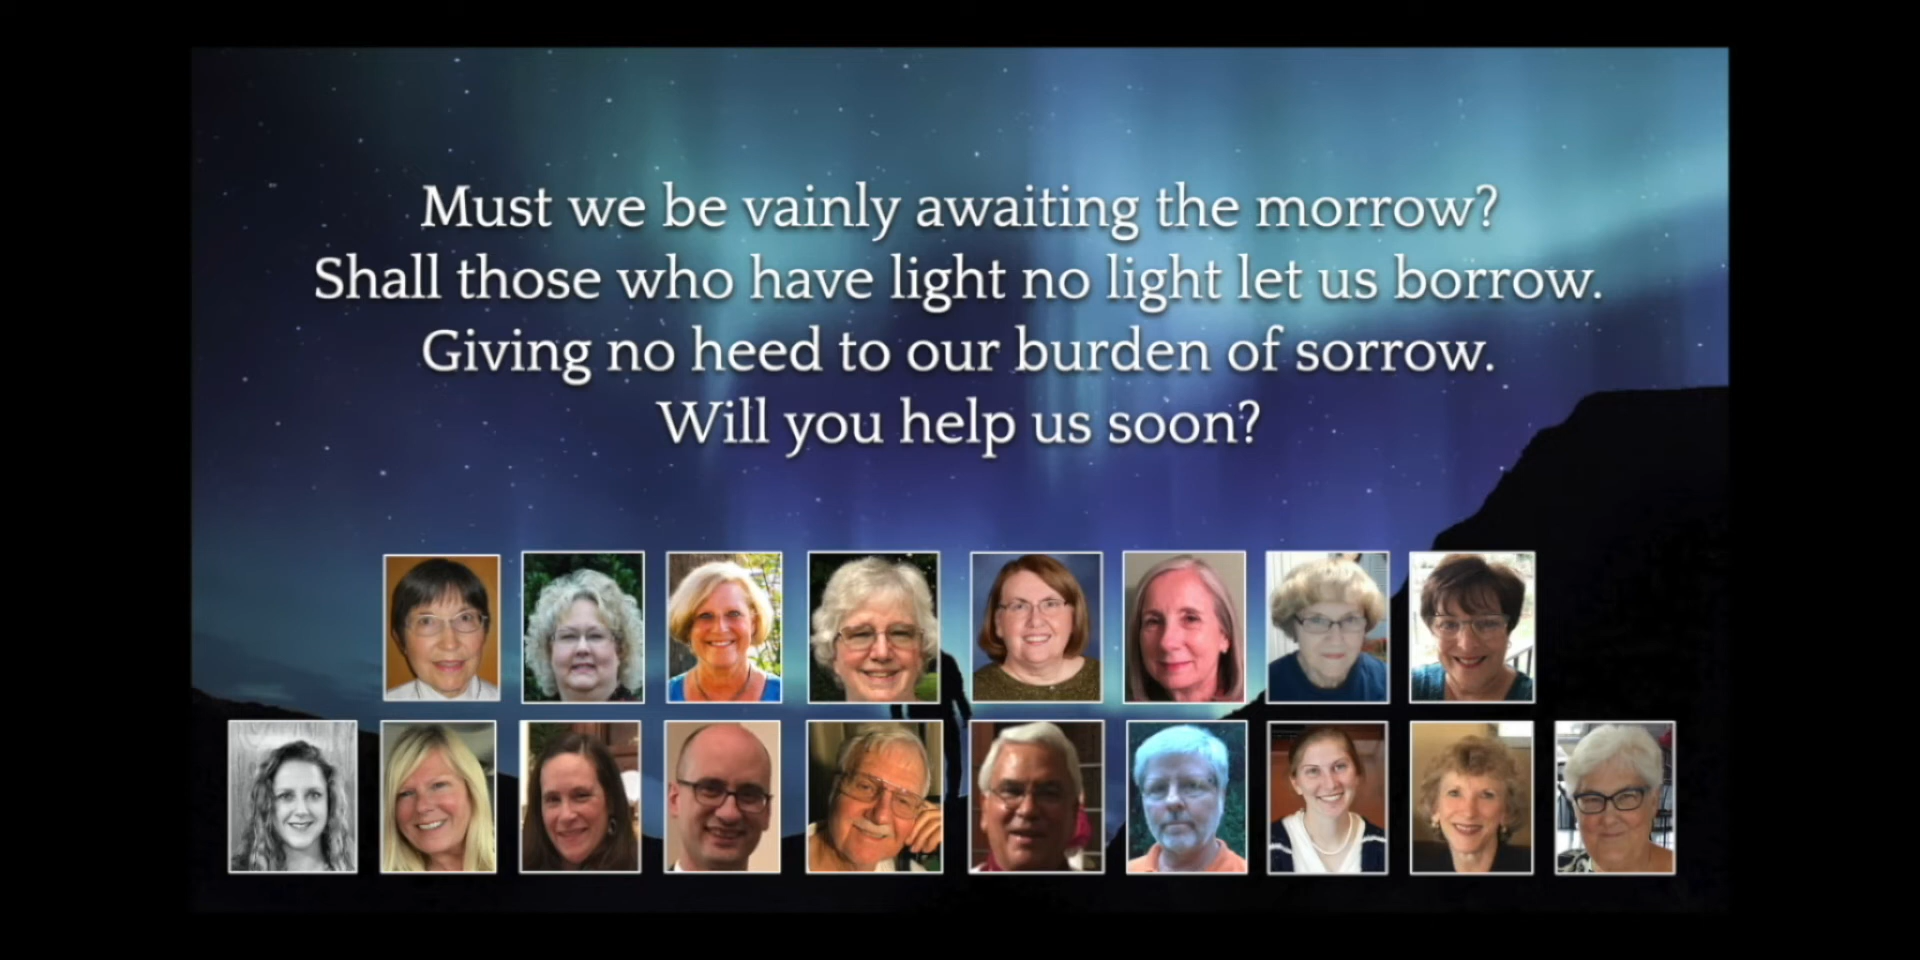 Must we be vainly awaiting the morrow?
Shall those who have light no light let us borrow.
Giving no heed to our burden of sorrow.
Will you help us soon?